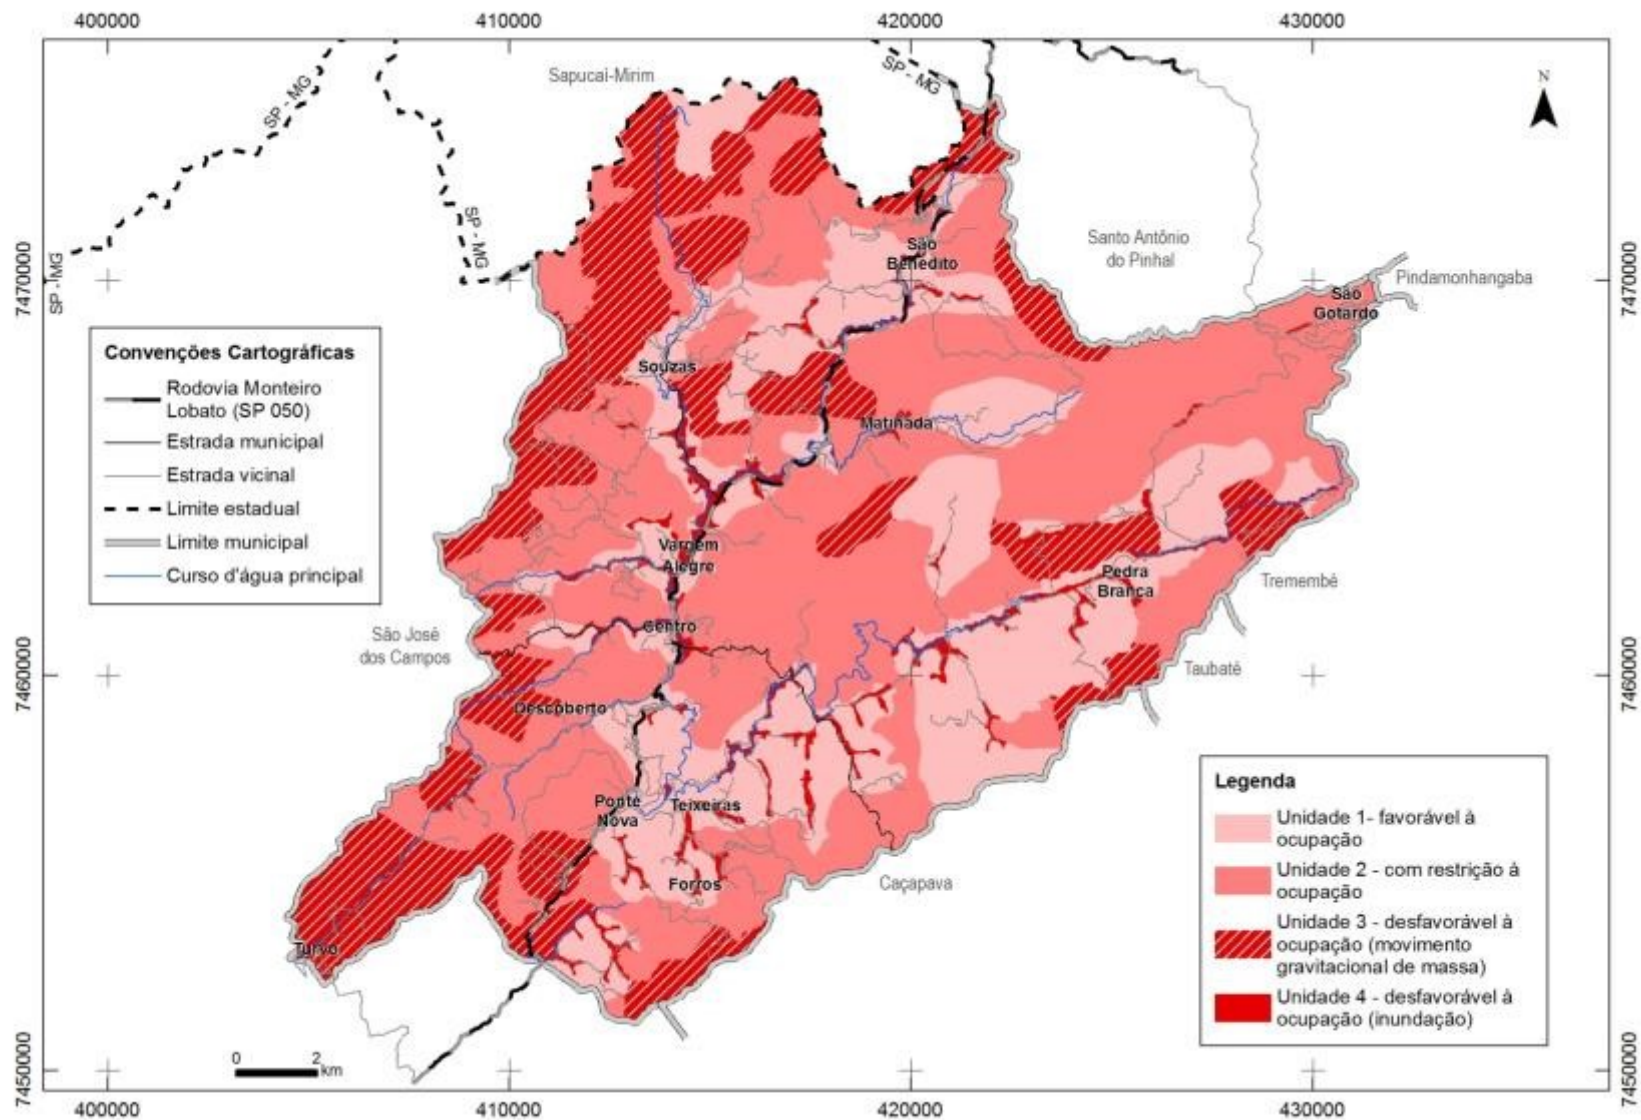 400000
410000
420000
430000
Sapucaí-Mirim
SP - MG
SP - MG
N
SP - MG
SP - MG
Santo Antônio
do Pinhal
São
Benedito
Pindamonhangaba
São
Gotardo
7470000
7470000
Convenções Cartográficas
Rodovia Monteiro
Lobato (SP 050)
Estrada municipal
Estrada vicinal
Limite estadual
Limite municipal
Curso d'água principal
Souzas
Matinada
Vargem
Alegre
Pedra
Branca
Tremembé
São José
dos Campos
Centro
Taubaté
7460000
7460000
Descoberto
Ponte
Nova
Teixeiras
Forros
Caçapava
Turvo
Legenda
Unidade 1- favorável à
ocupação
Unidade 2 - com restrição à
ocupação
Unidade 3 - desfavorável à
ocupação (movimento
gravitacional de massa)
Unidade 4 - desfavorável à
ocupação (inundação)
0 2
km
7450000
7450000
400000
410000
420000
430000